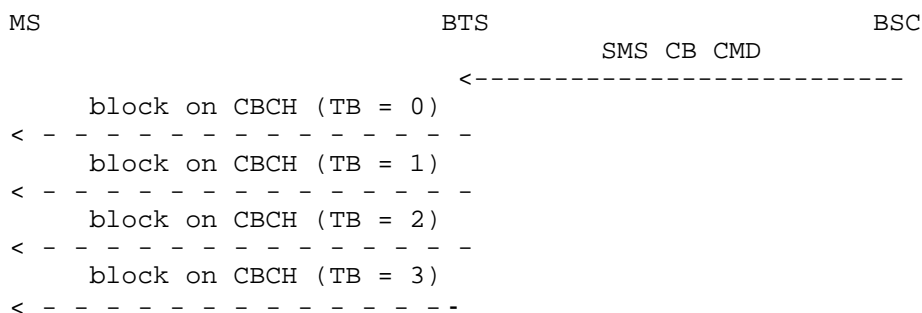 MS BTS BSC
SMS CB CMD
<----------------------------
block on CBCH (TB = 0)
< - - - - - - - - - - - - - -
block on CBCH (TB = 1)
< - - - - - - - - - - - - - -
block on CBCH (TB = 2)
< - - - - - - - - - - - - - -
block on CBCH (TB = 3)
< - - - - - - - - - - - - - -